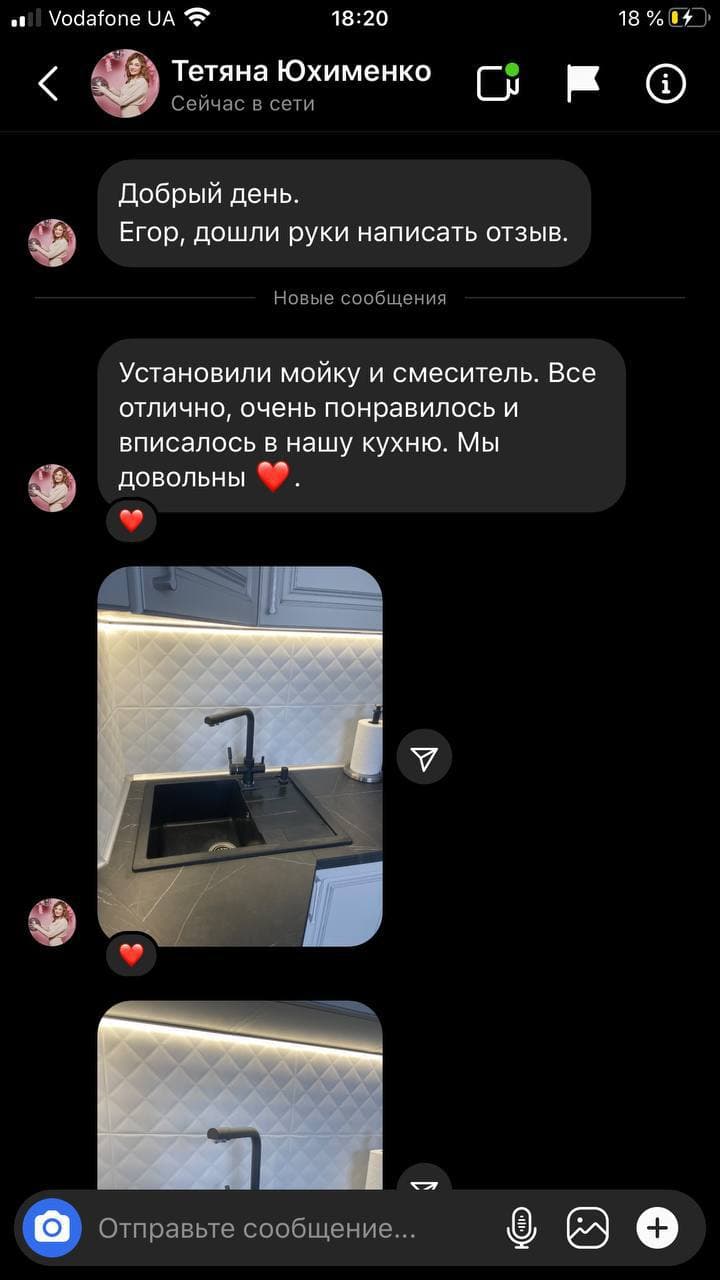 Vodafone UA 18:20 18 %
Тетяна Юхименко
Сейчас в сети
Добрый день.
Егор, дошли руки написать отзыв.
Новые сообщения
Установили мойку и смеситель. Все
отлично, очень понравилось и
вписалось в нашу кухню. Мы
довольны ❤️.
Отправьте сообщение...